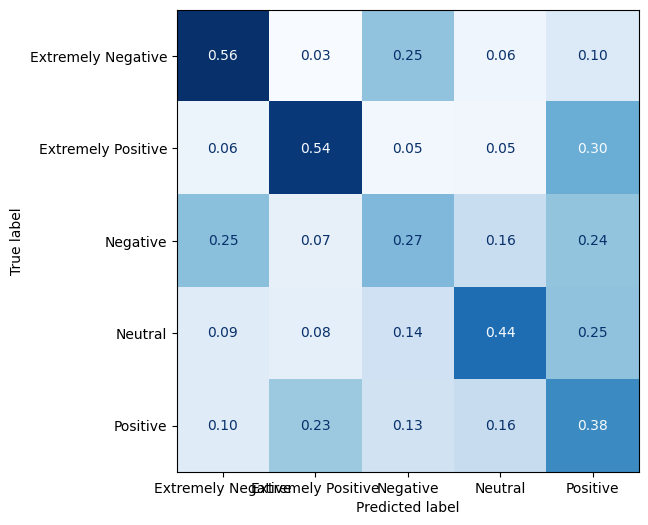 Extremely Negative 0.56 0.03 0.25 0.06 0.10
Extremely Positive 0.06 0.54 0.05 0.05 0.30
Negative 0.25 0.07 0.27 0.16 0.24
Neutral 0.09 0.08 0.14 0.44 0.25
Positive 0.10 0.23 0.13 0.16 0.38
True label
Extremely Negative Extremely Positive Negative Neutral Positive
Predicted label